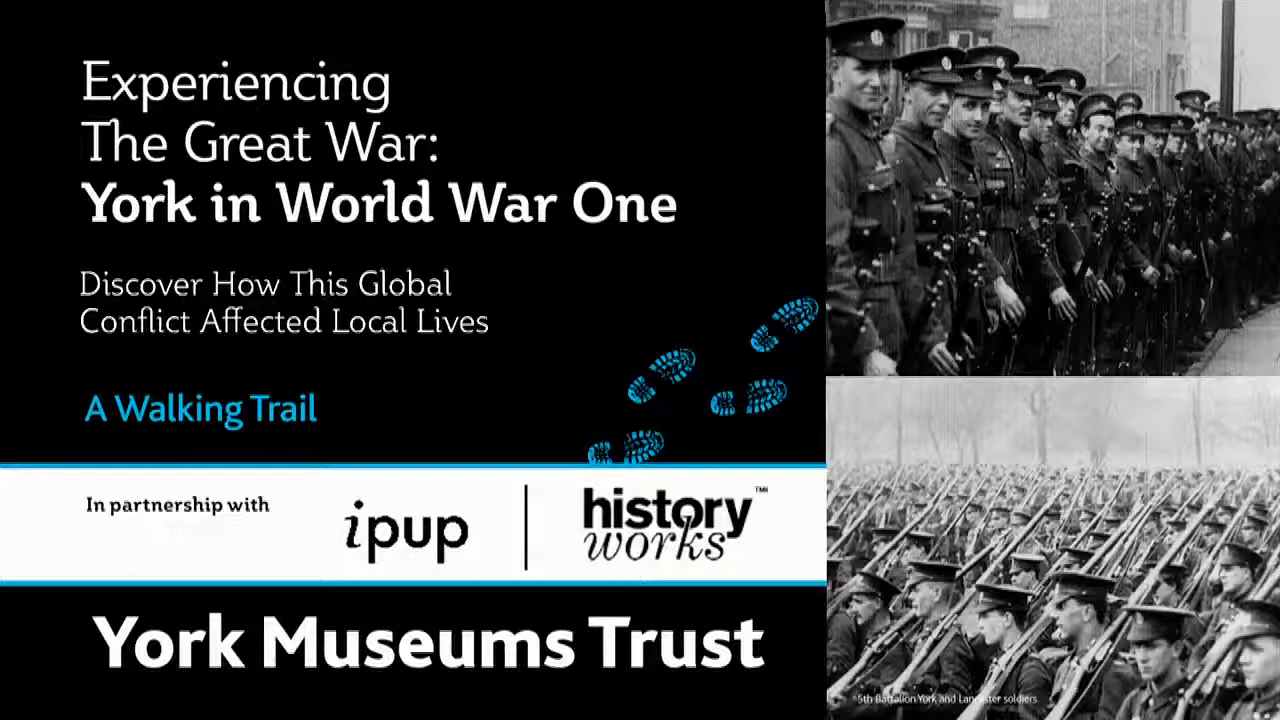 Experiencing
The Great War:
York in World War One
Discover How This Global
Conflict Affected Local Lives
A Walking Trail
In partnership with
ipup
history™
works
York Museums Trust
5th Battalion York and Lancaster soldiers